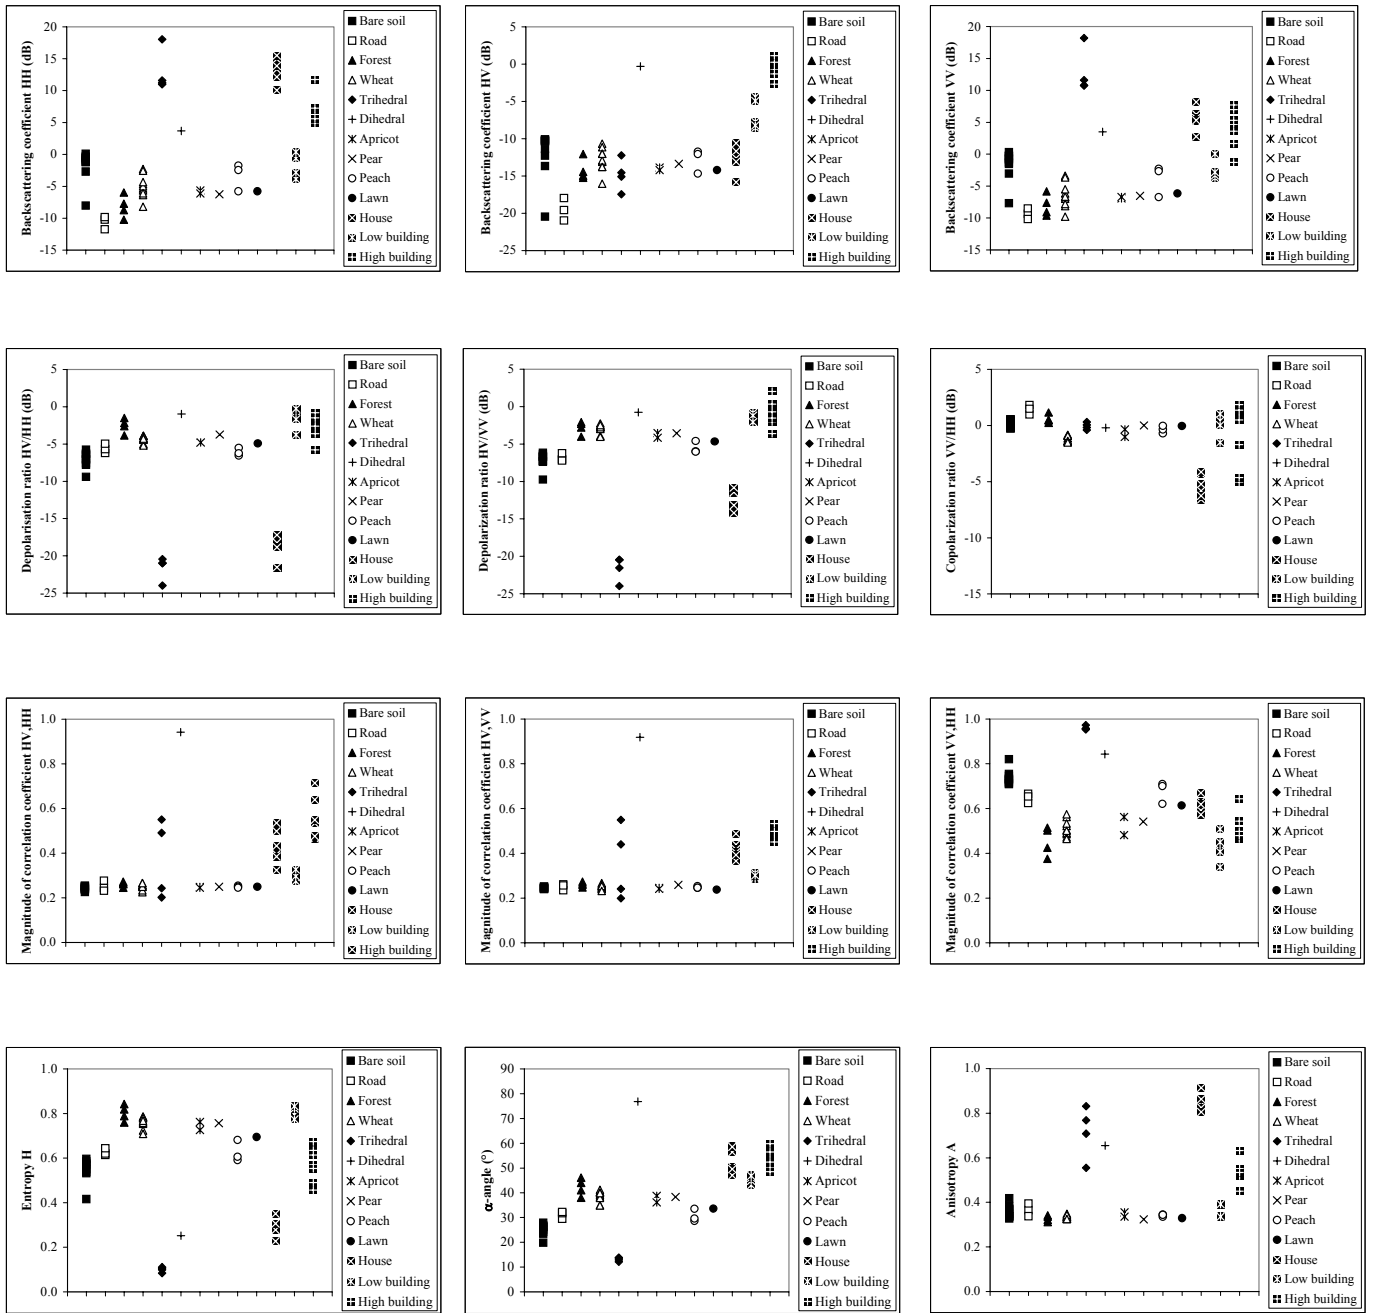 Backscattering coefficient HH (dB)
20
15
10
5
0
-5
-10
-15
Bare soil
Road
Forest
Wheat
Trihedral
Dihedral
Apricot
Pear
Peach
Lawn
House
Low building
High building
Backscattering coefficient HV (dB)
5
0
-5
-10
-15
-20
-25
Bare soil
Road
Forest
Wheat
Trihedral
Dihedral
Apricot
Pear
Peach
Lawn
House
Low building
High building
Backscattering coefficient VV (dB)
20
15
10
5
0
-5
-10
-15
Bare soil
Road
Forest
Wheat
Trihedral
Dihedral
Apricot
Pear
Peach
Lawn
House
Low building
High building
Depolarisation ratio HV/HH (dB)
5
0
-5
-10
-15
-20
-25
Bare soil
Road
Forest
Wheat
Trihedral
Dihedral
Apricot
Pear
Peach
Lawn
House
Low building
High building
Depolarization ratio HV/VV (dB)
5
0
-5
-10
-15
-20
-25
Bare soil
Road
Forest
Wheat
Trihedral
Dihedral
Apricot
Pear
Peach
Lawn
House
Low building
High building
Copolarization ratio VV/HH (dB)
5
0
-5
-10
-15
Bare soil
Road
Forest
Wheat
Trihedral
Dihedral
Apricot
Pear
Peach
Lawn
House
Low building
High building
Magnitude of correlation coefficient HV,HH
1.0
0.8
0.6
0.4
0.2
0.0
Bare soil
Road
Forest
Wheat
Trihedral
Dihedral
Apricot
Pear
Peach
Lawn
House
Low building
High building
Magnitude of correlation coefficient HV,VV
1.0
0.8
0.6
0.4
0.2
0.0
Bare soil
Road
Forest
Wheat
Trihedral
Dihedral
Apricot
Pear
Peach
Lawn
House
Low building
High building
Magnitude of correlation coefficient VV,HH
1.0
0.8
0.6
0.4
0.2
0.0
Bare soil
Road
Forest
Wheat
Trihedral
Dihedral
Apricot
Pear
Peach
Lawn
House
Low building
High building
Entropy H
1.0
0.8
0.6
0.4
0.2
0.0
Bare soil
Road
Forest
Wheat
Trihedral
Dihedral
Apricot
Pear
Peach
Lawn
House
Low building
High building
α-angle (°)
90
80
70
60
50
40
30
20
10
0
Bare soil
Road
Forest
Wheat
Trihedral
Dihedral
Apricot
Pear
Peach
Lawn
House
Low building
High building
Anisotropy A
1.0
0.8
0.6
0.4
0.2
0.0
Bare soil
Road
Forest
Wheat
Trihedral
Dihedral
Apricot
Pear
Peach
Lawn
House
Low building
High building